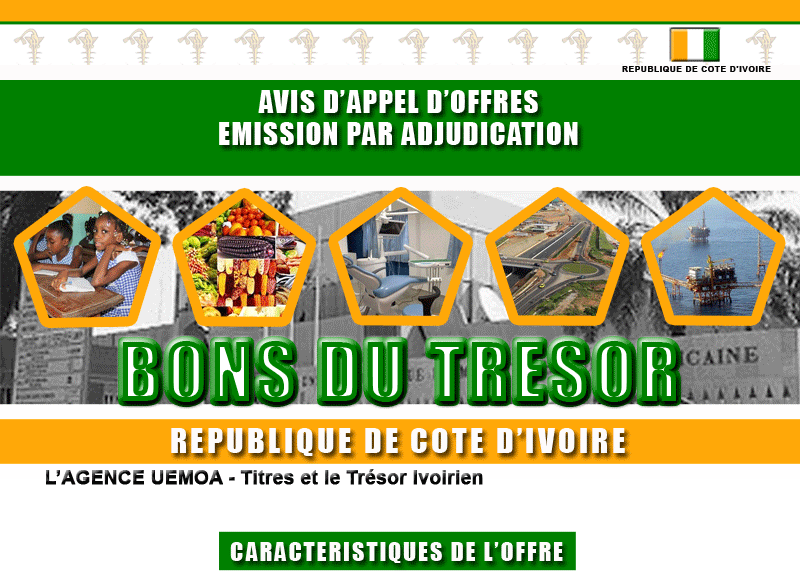 REPUBLIQUE DE COTE D'IVOIRE
AVIS D'APPEL D'OFFRES
EMISSION PAR ADJUDICATION
CAINE
BONS DU TRESOR
REPUBLIQUE DE COTE D'IVOIRE
L'AGENCE UEMOA - Titres et le Trésor Ivoirien
CARACTERISTIQUES DE L'OFFRE